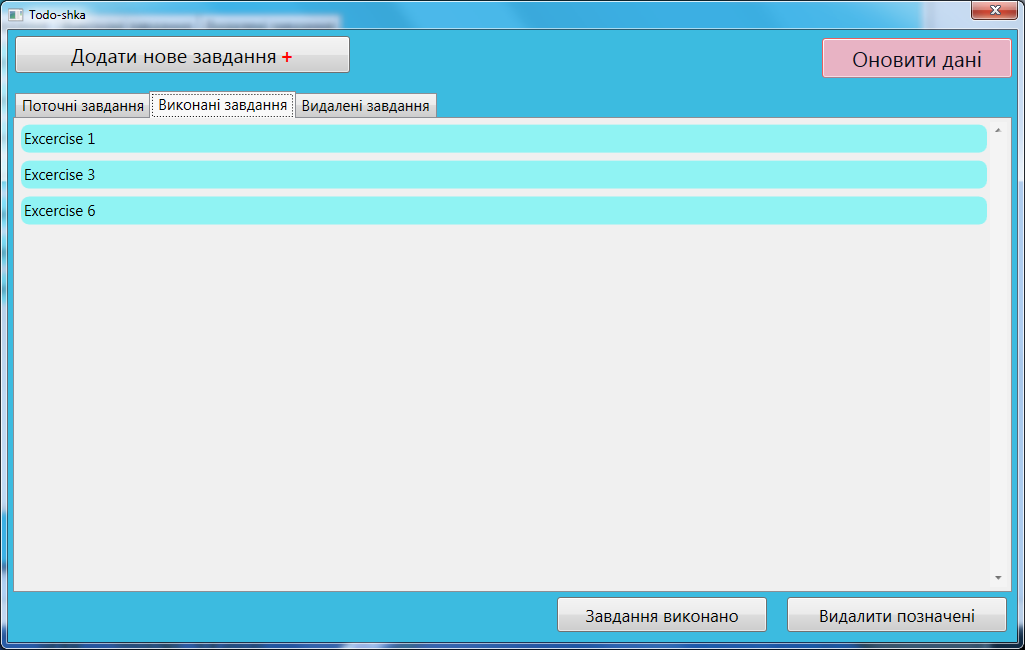 Todo-shka
Додати нове завдання +
Оновити дані
Поточні завдання Виконані завдання Видалені завдання
Excercise 1
Excercise 3
Excercise 6
Завдання виконано Видалити позначені